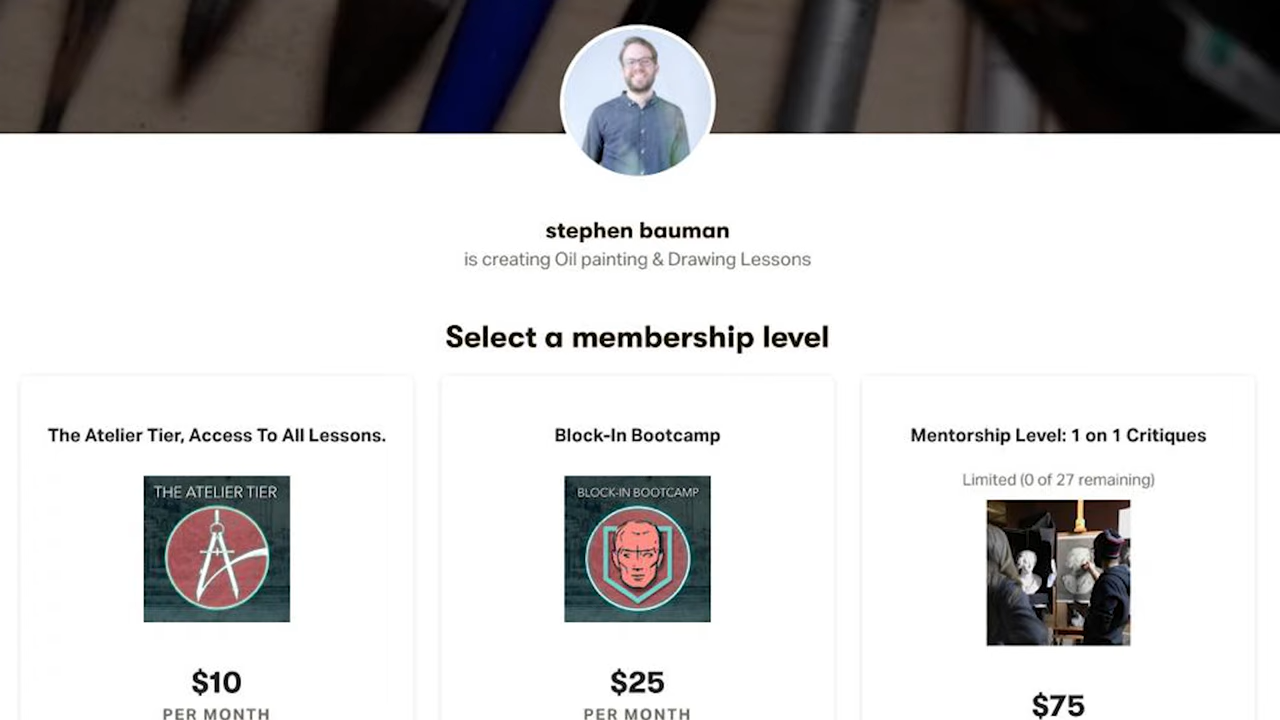 stephen bauman
is creating Oil painting & Drawing Lessons
Select a membership level
The Atelier Tier, Access To All Lessons.
THE ATELIER TIER
$10
PER MONTH
Block-In Bootcamp
BLOCK-IN BOOTCAMP
$25
PER MONTH
Mentorship Level: 1 on 1 Critiques
Limited (0 of 27 remaining)
$75